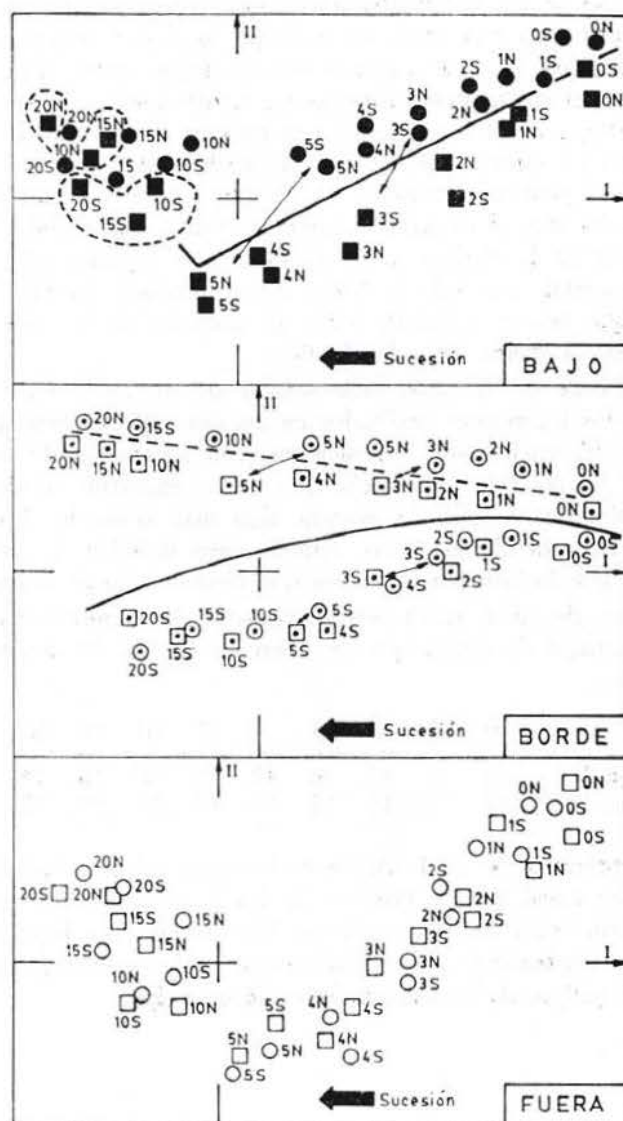 II
0S 0N
2S 1N 1S 0S
20N 3N 0N
20N 15N 15N 4S 2N 1S
10N 10N 3S 1N
20S 15 10S 5S 5N 4N 2N
20S 10S 2S I
15S 3S
4S 3N
5N 4N
5S
Sucesión BAJO
II
20N 15S 10N 5N 5N 3N 2N 1N 0N
20N 15N 10N 5N 4N 3N 2N 1N 0N
3S 2S 1S 0S
3S 4S 2S 1S 0S I
20S 15S 10S 5S
20S 15S 10S 5S 4S
Sucesión BORDE
II
0N 0N
1S 0S
0S
20N 1N 1S
20S 20N 20S 2S 1N
15S 15N 2N 2N 2S
15S 15N 3S
10S 3N 3N I
10N 3S
10S 10N 4N 4S
5S
5N 5N 4N 4S
5S
Sucesión FUERA